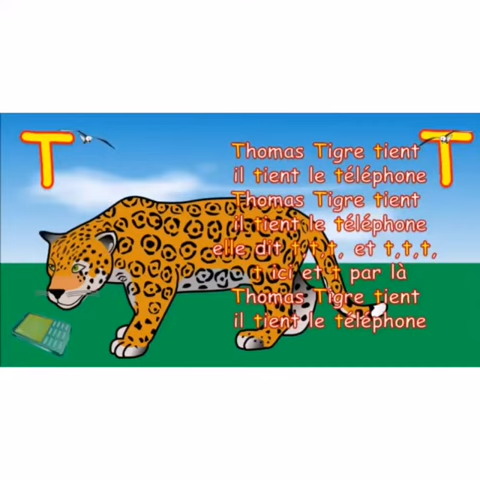 T
T
Thomas Tigre tient
il tient le téléphone
Thomas Tigre tient
il tient le téléphone
elle dit t,t,t, et t,t,t,
t ici et t par là
Thomas Tigre tient
il tient le téléphone